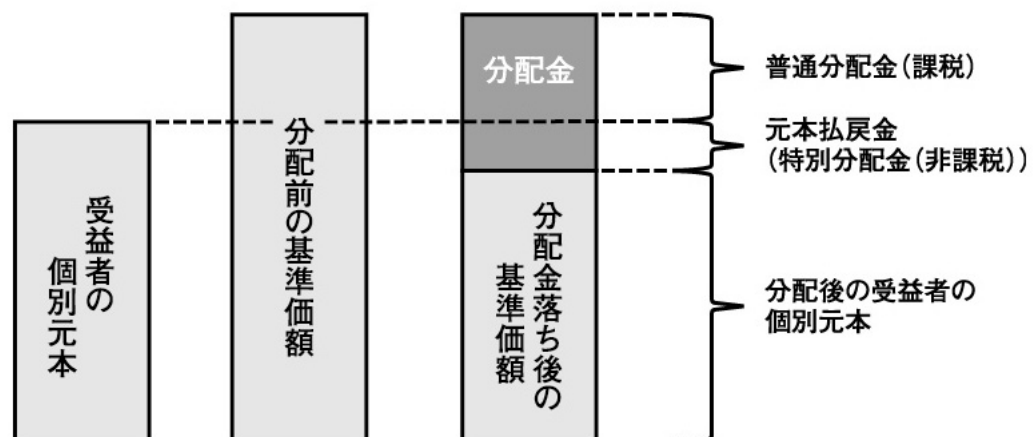 受益者の
個別元本
分配前の基準価額
分配金
分配金落ち後の
基準価額
普通分配金（課税）
元本払戻金
（特別分配金（非課税））
分配後の受益者の
個別元本